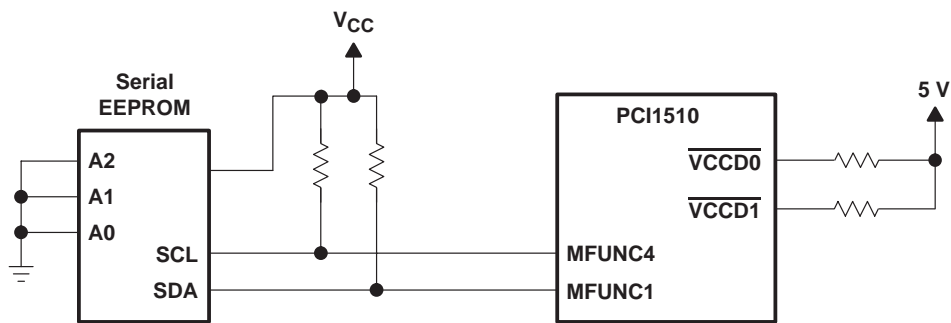 VCC
Serial
EEPROM
A2
A1
A0
SCL
SDA
PCI1510
VCCD0
VCCD1
MFUNC4
MFUNC1
5 V